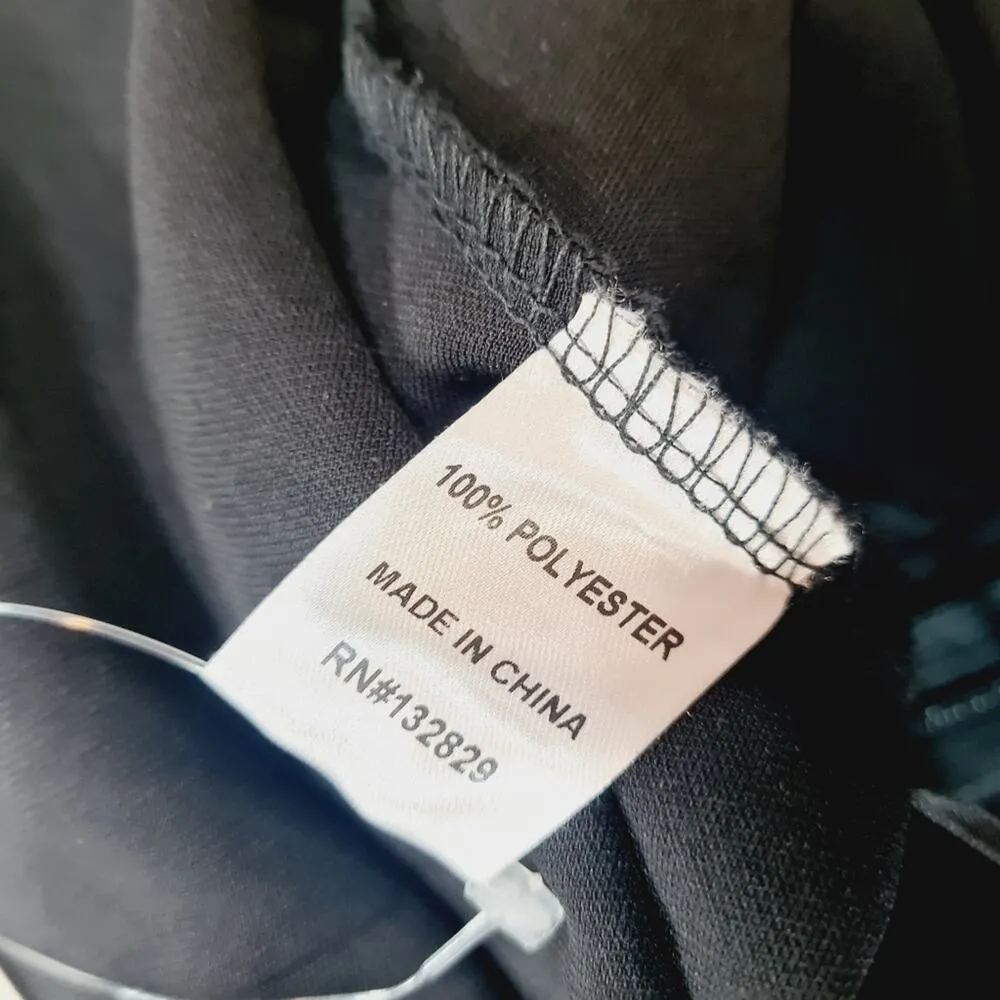 100% POLYESTER
MADE IN CHINA
RN#132829